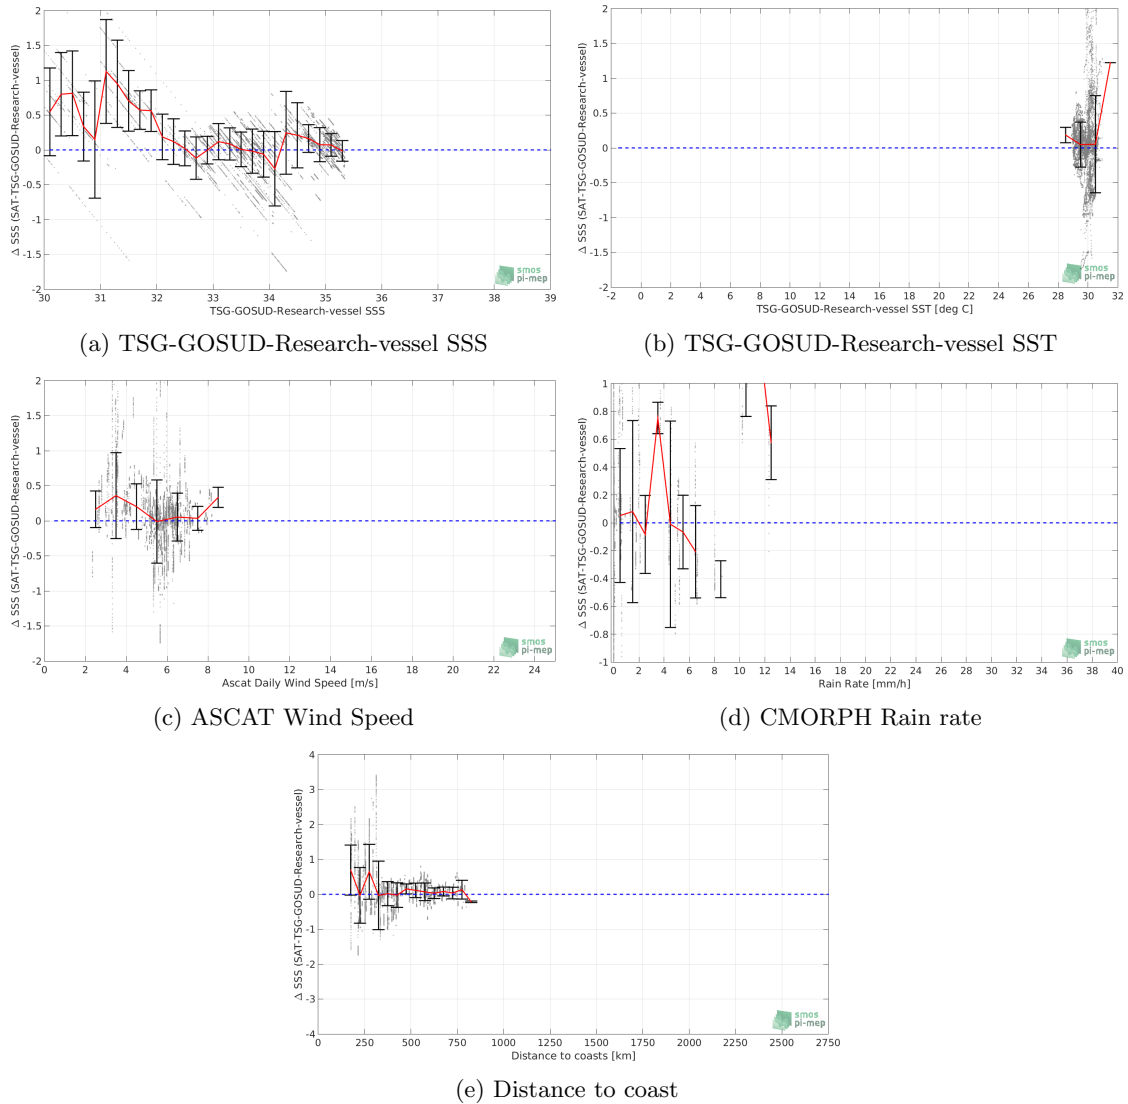 Δ SSS (SAT-TSG-GOSUD-Research-vessel)
2
1.5
1
0.5
0
-0.5
-1
-1.5
-2
30 31 32 33 34 35 36 37 38 39
TSG-GOSUD-Research-vessel SSS
smos
pi-mep
(a) TSG-GOSUD-Research-vessel SSS
Δ SSS (SAT-TSG-GOSUD-Research-vessel)
2
1.5
1
0.5
0
-0.5
-1
-1.5
-2
-2 0 2 4 6 8 10 12 14 16 18 20 22 24 26 28 30 32
TSG-GOSUD-Research-vessel SST [deg C]
smos
pi-mep
(b) TSG-GOSUD-Research-vessel SST
Δ SSS (SAT-TSG-GOSUD-Research-vessel)
2
1.5
1
0.5
0
-0.5
-1
-1.5
-2
0 2 4 6 8 10 12 14 16 18 20 22 24
Ascat Daily Wind Speed [m/s]
smos
pi-mep
(c) ASCAT Wind Speed
Δ SSS (SAT-TSG-GOSUD-Research-vessel)
1
0.8
0.6
0.4
0.2
0
-0.2
-0.4
-0.6
-0.8
-1
0 2 4 6 8 10 12 14 16 18 20 22 24 26 28 30 32 34 36 38 40
Rain Rate [mm/h]
smos
pi-mep
(d) CMORPH Rain rate
Δ SSS (SAT-TSG-GOSUD-Research-vessel)
4
3
2
1
0
-1
-2
-3
-4
0 250 500 750 1000 1250 1500 1750 2000 2250 2500 2750
Distance to coasts [km]
smos
pi-mep
(e) Distance to coast